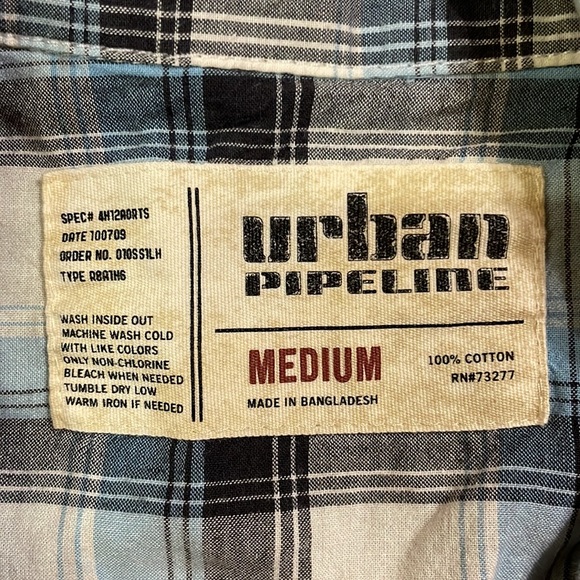 SPEC# 4H12AORTS
DATE 100709
ORDER NO. 010SS1LH
TYPE R8ATH6
WASH INSIDE OUT
MACHINE WASH COLD
WITH LIKE COLORS
ONLY NON-CHLORINE
BLEACH WHEN NEEDED
TUMBLE DRY LOW
WARM IRON IF NEEDED
urban
PIPELINE
MEDIUM
100% COTTON
RN#73277
MADE IN BANGLADESH